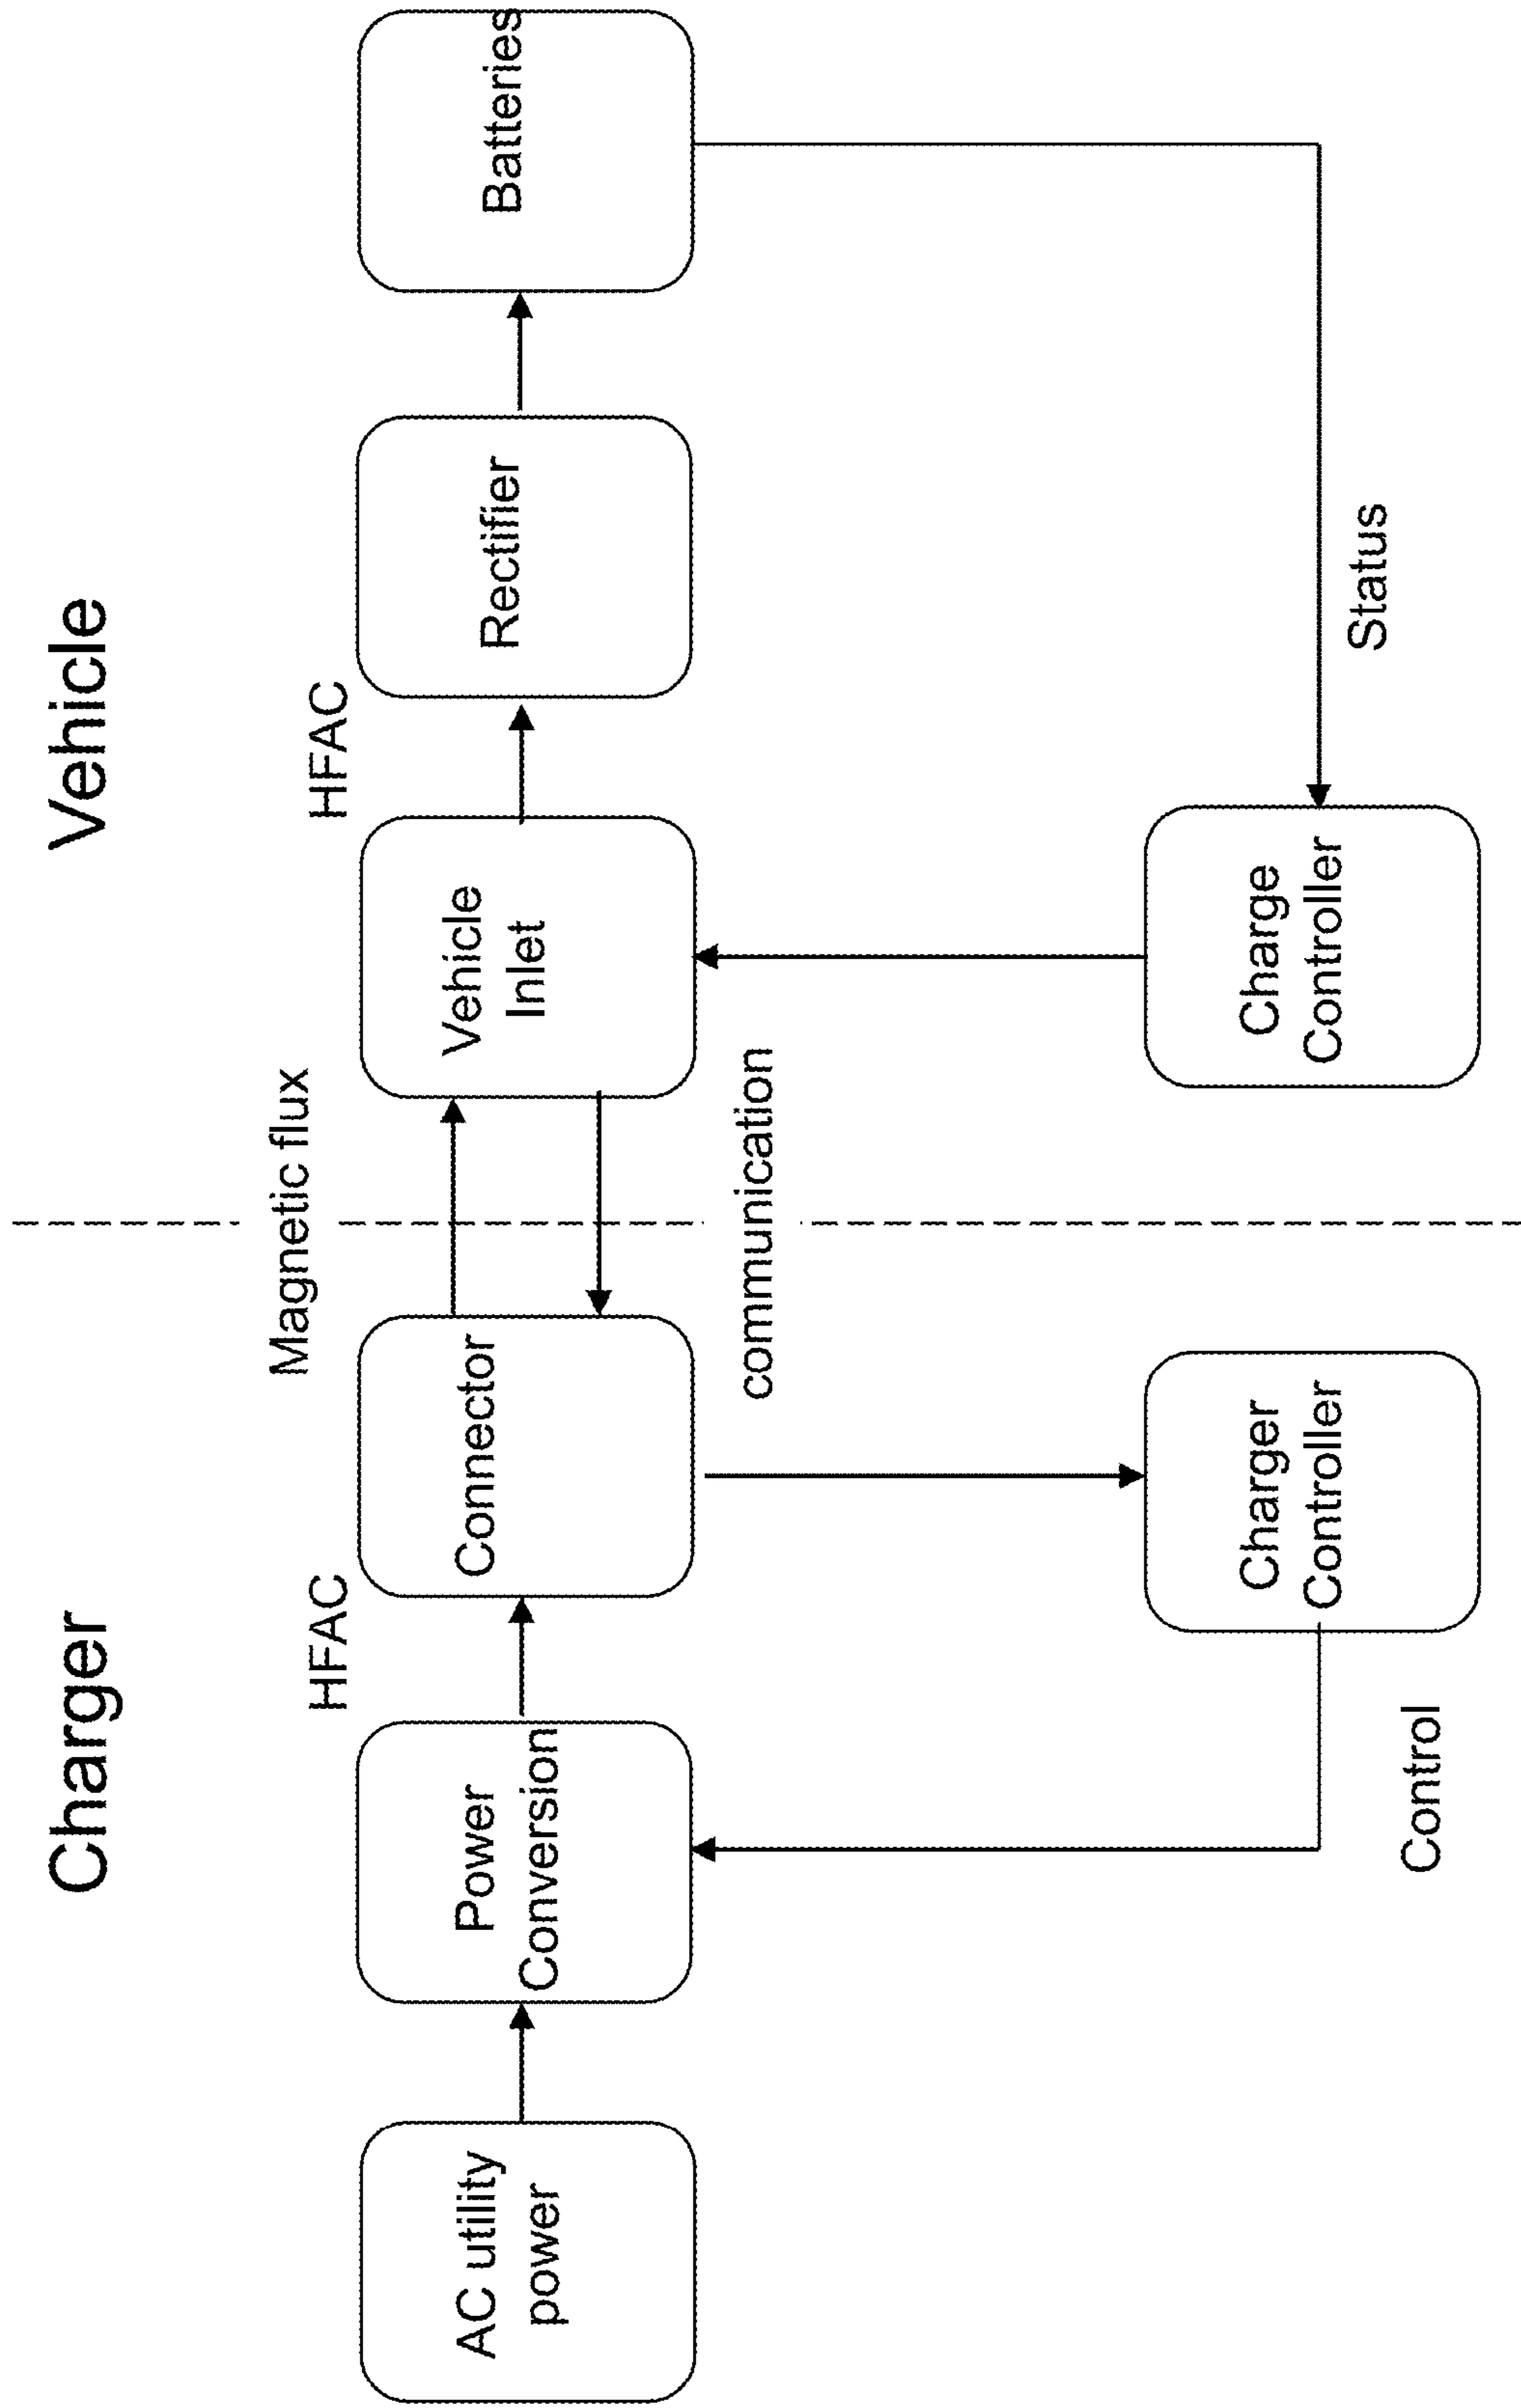 Charger
Vehicle
HFAC
Magnetic flux
HFAC
AC utility
power
Power
Conversion
Connector
Vehicle
Inlet
Rectifier
Batteries
communication
Charger
Controller
Charge
Controller
Control
Status